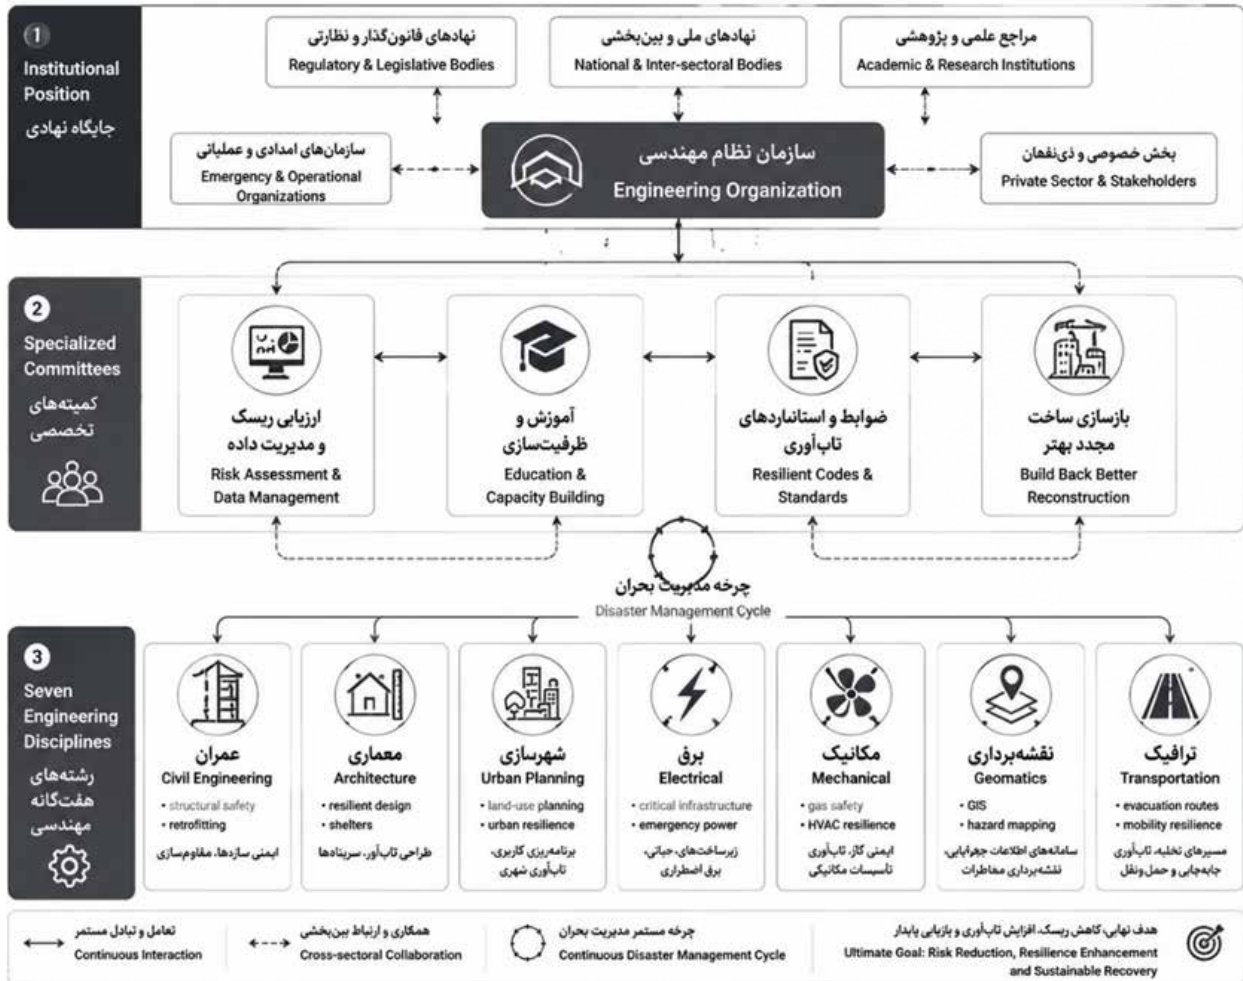 1
Institutional
Position
جایگاه نهادی
نهادهای قانون‌گذار و نظارتی
Regulatory & Legislative Bodies
نهادهای ملی و بین‌بخشی
National & Inter-sectoral Bodies
مراجع علمی و پژوهشی
Academic & Research Institutions
سازمان‌های امدادی و عملیاتی
Emergency & Operational
Organizations
سازمان نظام مهندسی
Engineering Organization
بخش خصوصی و ذی‌نفعان
Private Sector & Stakeholders
2
Specialized
Committees
کمیته‌های
تخصصی
ارزیابی ریسک
و مدیریت داده
Risk Assessment &
Data Management
آموزش و
ظرفیت‌سازی
Education &
Capacity Building
ضوابط و استانداردهای
تاب‌آوری
Resilient Codes &
Standards
بازسازی ساخت
مجدد بهتر
Build Back Better
Reconstruction
چرخه مدیریت بحران
Disaster Management Cycle
3
Seven
Engineering
Disciplines
رشته‌های
هفت‌گانه
مهندسی
عمران
Civil Engineering
• structural safety
• retrofitting
ایمنی سازدها، مقاوم‌سازی
معماری
Architecture
• resilient design
• shelters
طراحی تاب‌آور، سرپناه‌ها
شهرسازی
Urban Planning
• land-use planning
• urban resilience
برنامه‌ریزی کاربری،
تاب‌آوری شهری
برق
Electrical
• critical infrastructure
• emergency power
زیرساخت‌های، حیاتی،
برق اضطراری
مکانیک
Mechanical
• gas safety
• HVAC resilience
ایمنی گاز، تاب‌آوری
تأسیسات مکانیکی
نقشه‌برداری
Geomatics
• GIS
• hazard mapping
سامانه‌های اطلاعات
نقشه‌برداری مخاطرات
ترافیک
Transportation
• evacuation routes
• mobility resilience
مسیرهای تخلیه، تاب‌آوری
جابه‌جایی و حمل‌ونقل
تعامل و تبادل مستمر
Continuous Interaction
همکاری و ارتباط بین‌بخشی
Cross-sectoral Collaboration
چرخه مستمر مدیریت بحران
Continuous Disaster Management Cycle
هدف نهایی، کاهش ریسک، افزایش تاب‌آوری و بازیابی پایدار
Ultimate Goal: Risk Reduction, Resilience Enhancement
and Sustainable Recovery